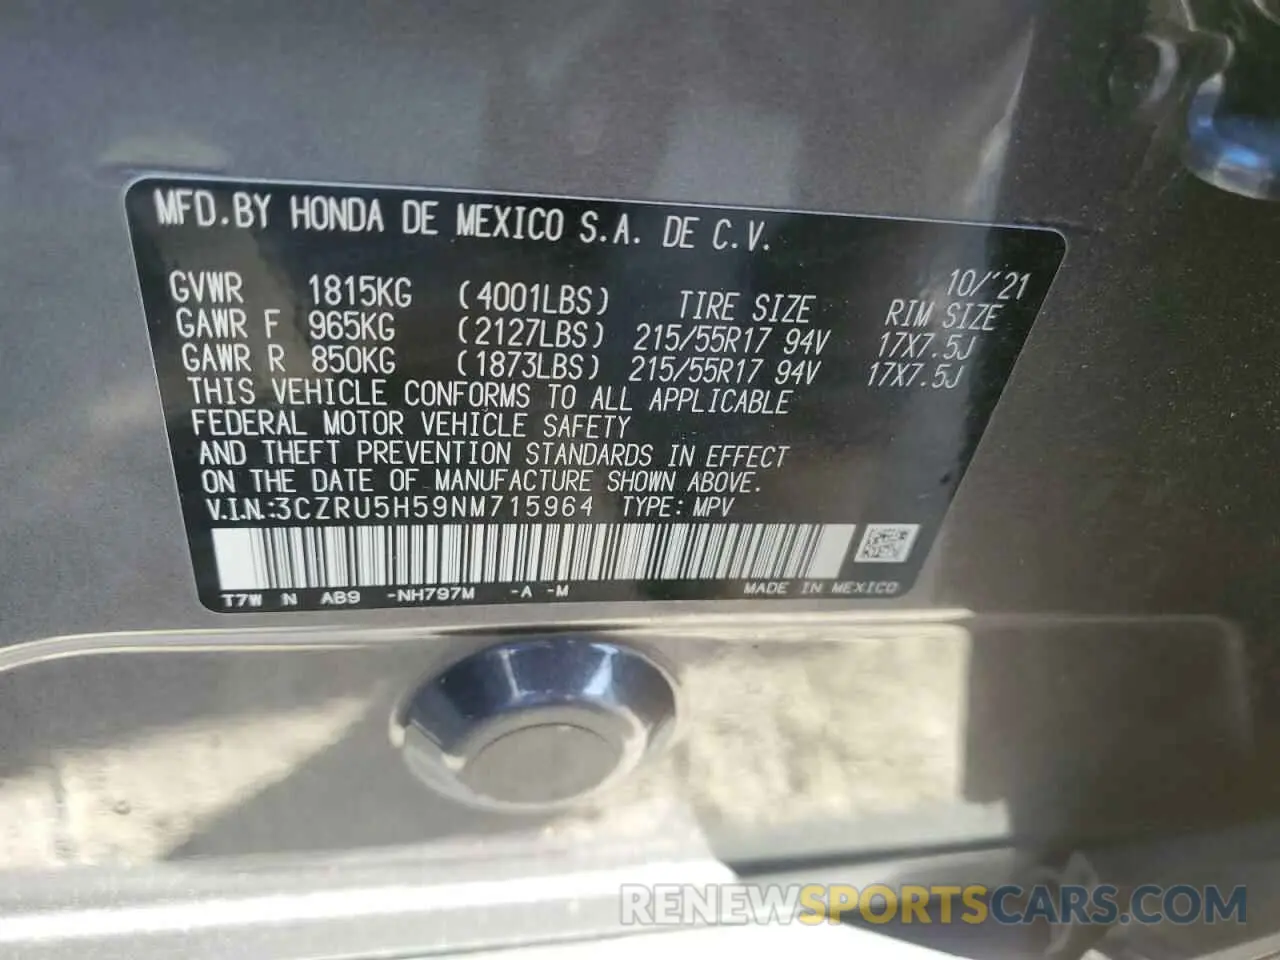 MFD.BY HONDA DE MEXICO S.A. DE C.V.
10/'21
GVWR 1815KG (4001LBS) TIRE SIZE RIM SIZE
GAWR F 965KG (2127LBS) 215/55R17 94V 17X7.5J
GAWR R 850KG (1873LBS) 215/55R17 94V 17X7.5J
THIS VEHICLE CONFORMS TO ALL APPLICABLE
FEDERAL MOTOR VEHICLE SAFETY
AND THEFT PREVENTION STANDARDS IN EFFECT
ON THE DATE OF MANUFACTURE SHOWN ABOVE.
V.I.N.:3CZRU5H59NM715964 TYPE: MPV
T7W N AB9 -NH797M -A -M MADE IN MEXICO
RENEWSPORTSCARS.COM